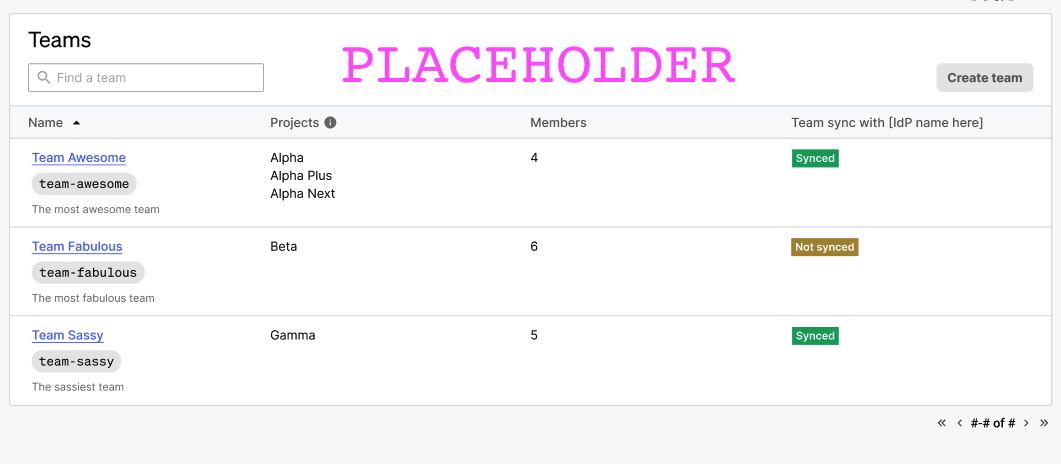 Teams
PLACEHOLDER
Find a team
Create team
Name Projects Members Team sync with [IdP name here]
Team Awesome Alpha 4 Synced
Alpha Plus
team-awesome
Alpha Next
The most awesome team
Team Fabulous Beta 6 Not synced
team-fabulous
The most fabulous team
Team Sassy Gamma 5 Synced
team-sassy
The sassiest team
« ‹ #-# of # › »